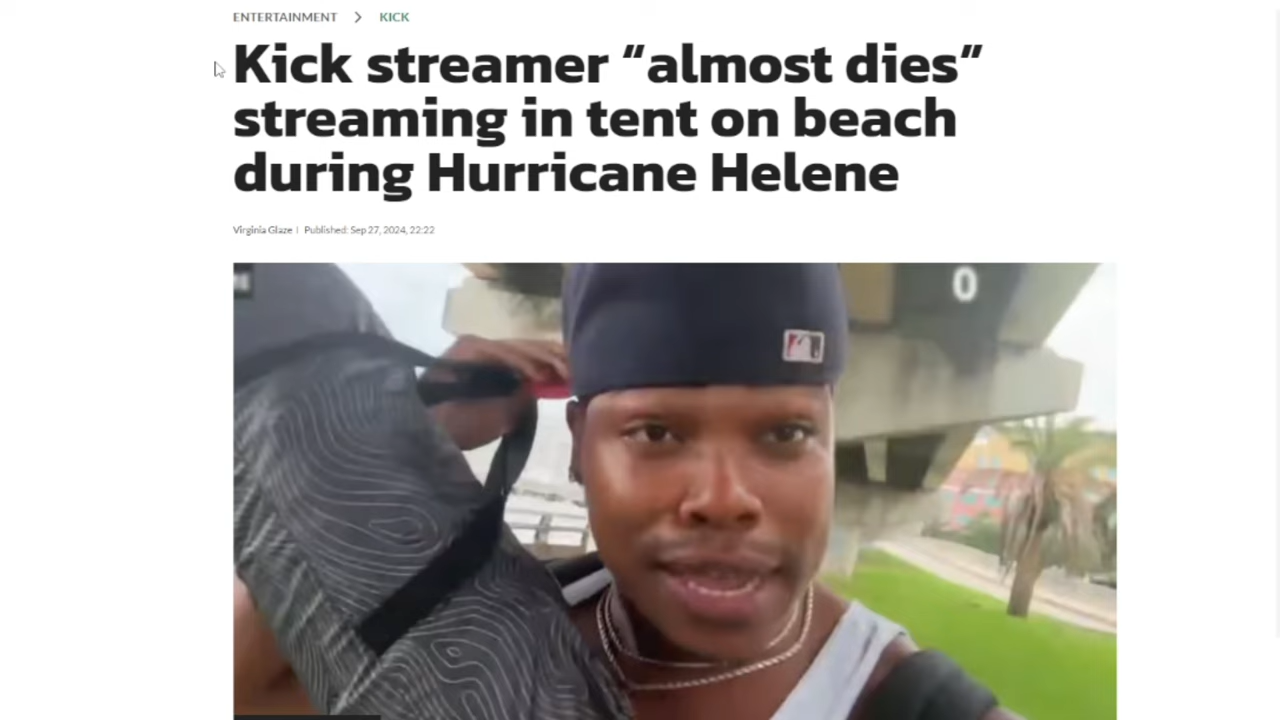 ENTERTAINMENT > KICK
Kick streamer “almost dies”
streaming in tent on beach
during Hurricane Helene
Virginia Glaze | Published: Sep 27, 2024, 22:22
0